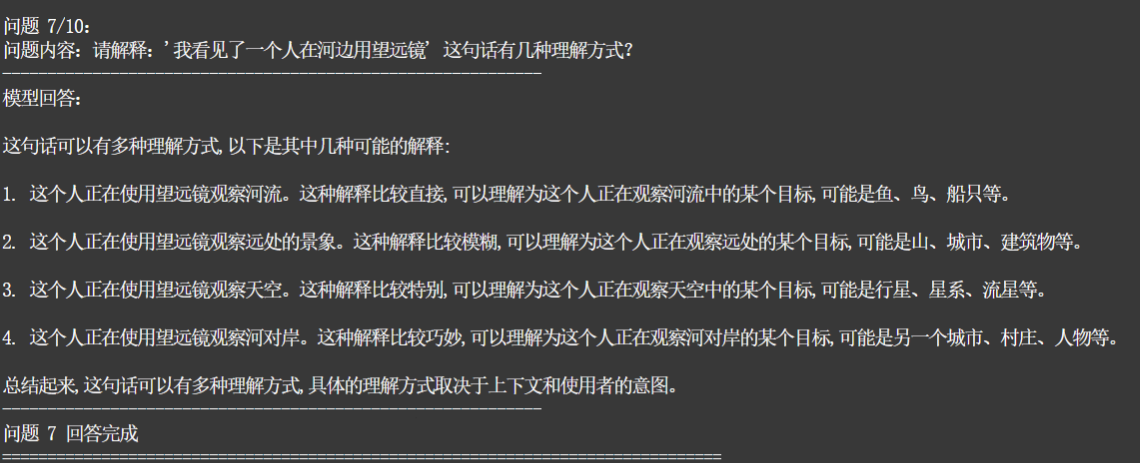 问题 7/10:
问题内容: 请解释: '我看见了一个人在河边用望远镜' 这句话有几种理解方式?
------------------------------------------------------------
模型回答:
这句话可以有多种理解方式,以下是其中几种可能的解释:
1. 这个人正在使用望远镜观察河流。这种解释比较直接,可以理解为这个人正在观察河流中的某个目标,可能是鱼、鸟、船只等。
2. 这个人正在使用望远镜观察远处的景象。这种解释比较模糊,可以理解为这个人正在观察远处的某个目标,可能是山、城市、建筑物等。
3. 这个人正在使用望远镜观察天空。这种解释比较特别,可以理解为这个人正在观察天空中的某个目标,可能是行星、星系、流星等。
4. 这个人正在使用望远镜观察河对岸。这种解释比较巧妙,可以理解为这个人正在观察河对岸的某个目标,可能是另一个城市、村庄、人物等。
总结起来,这句话可以有多种理解方式,具体的理解方式取决于上下文和使用者的意图。
------------------------------------------------------------
问题 7 回答完成
================================================================================